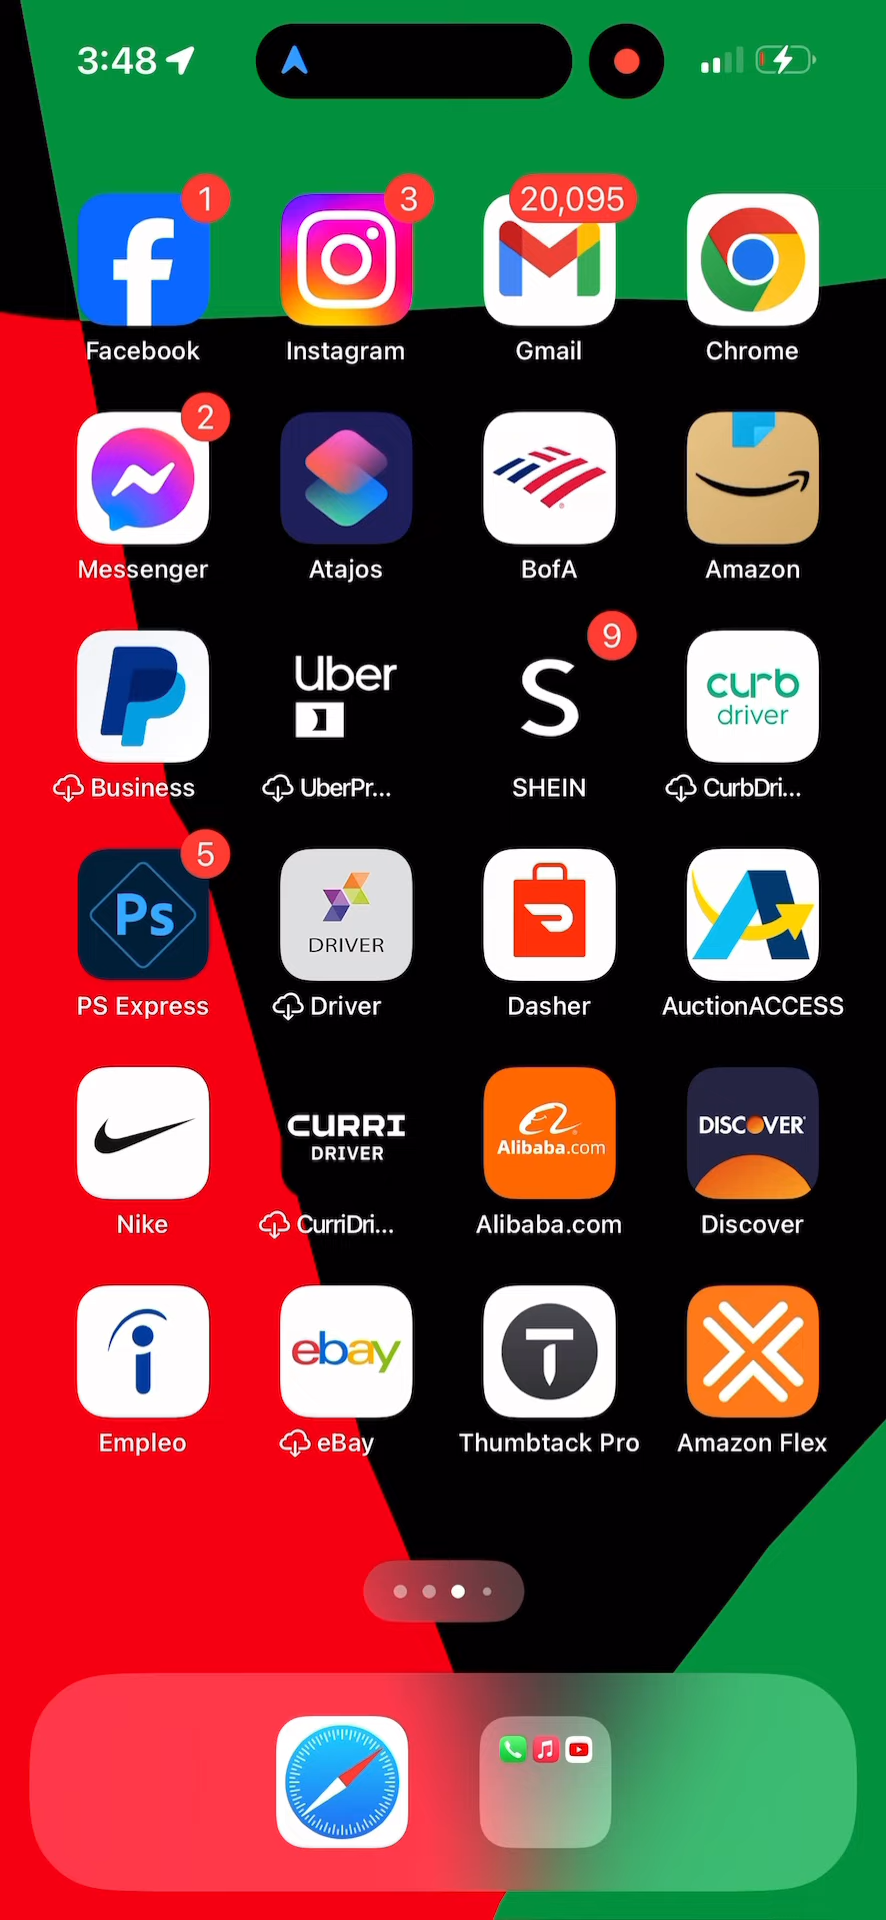 3:48
1
3
20,095
Facebook
Instagram
Gmail
Chrome
2
Messenger
Atajos
BofA
Amazon
9
Uber
S
curb
driver
Business
UberPr...
SHEIN
CurbDri...
5
Ps
DRIVER
PS Express
Driver
Dasher
AuctionACCESS
CURRI
DRIVER
Alibaba.com
DISCOVER
Nike
CurriDri...
Alibaba.com
Discover
ebay
Empleo
eBay
Thumbtack Pro
Amazon Flex